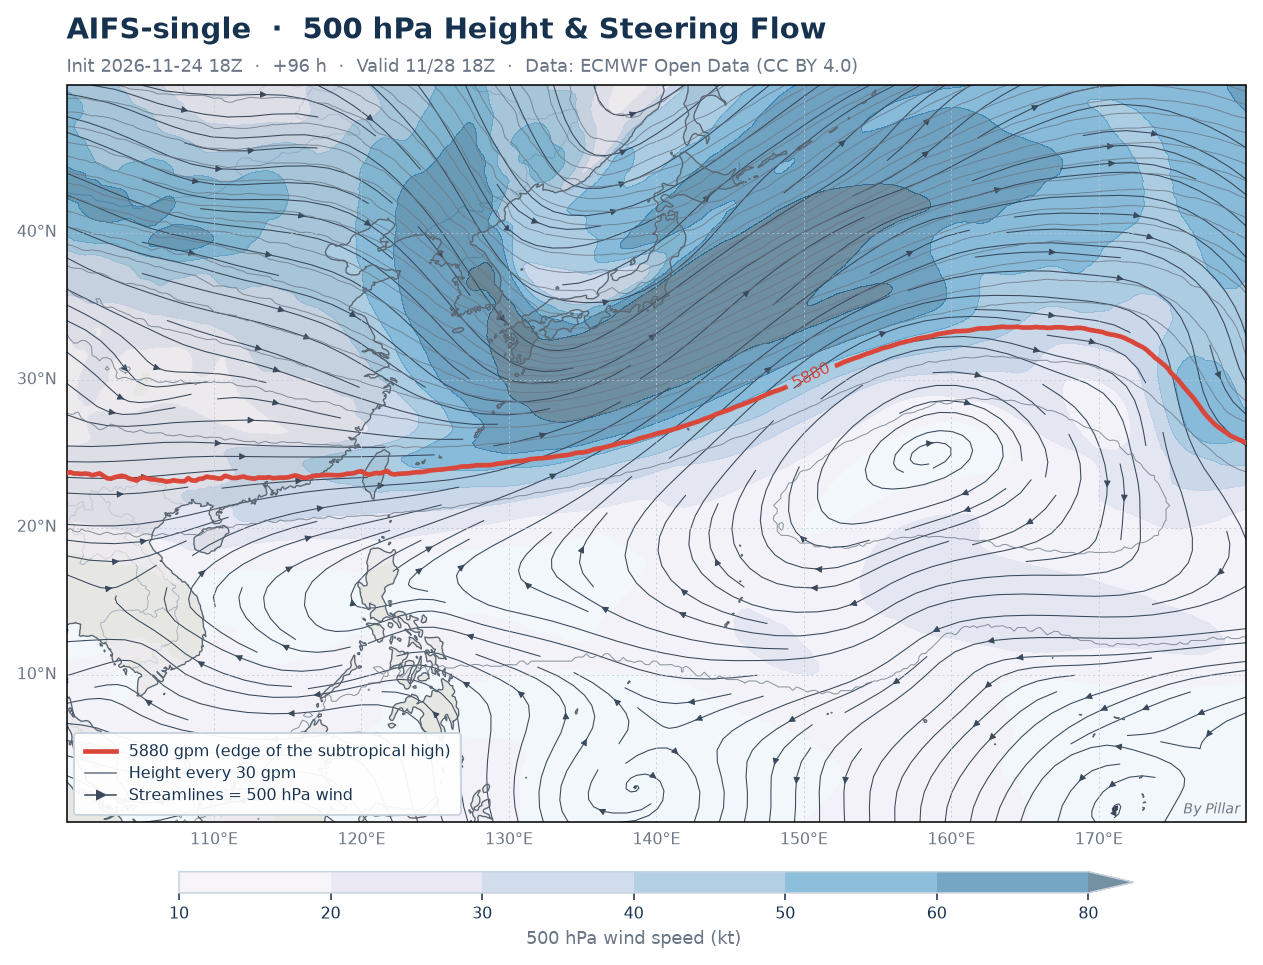 AIFS-single · 500 hPa Height & Steering Flow
Init 2026-11-24 18Z · +96 h · Valid 11/28 18Z · Data: ECMWF Open Data (CC BY 4.0)
40°N
30°N
20°N
10°N
5880
5880 gpm (edge of the subtropical high)
Height every 30 gpm
Streamlines = 500 hPa wind
By Pillar
110°E 120°E 130°E 140°E 150°E 160°E 170°E
10 20 30 40 50 60 80
500 hPa wind speed (kt)